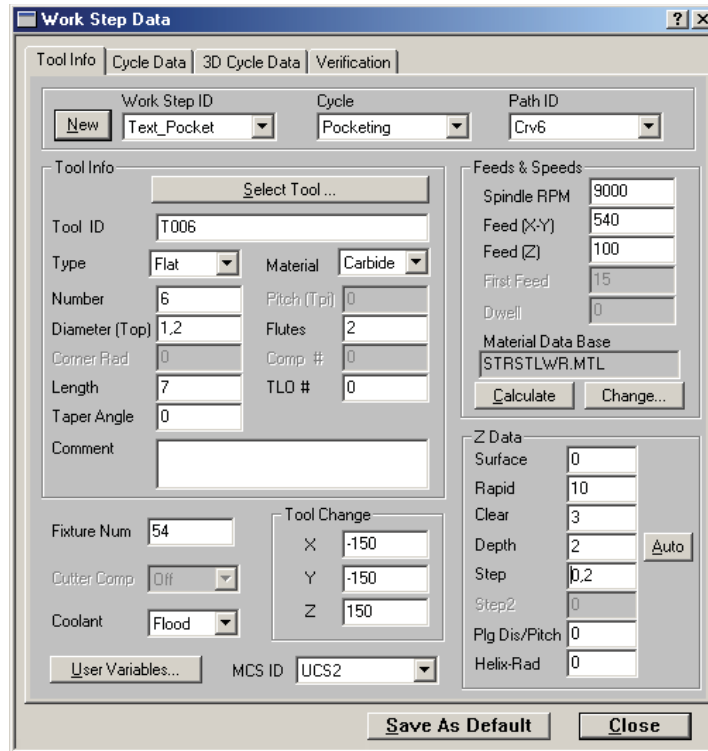 Work Step Data
Tool Info Cycle Data 3D Cycle Data Verification
Work Step ID Cycle Path ID
New Text_Pocket Pocketing Crv6
Tool Info
Select Tool ...
Tool ID T006
Type Flat Material Carbide
Number 6 Pitch (Tpi) 0
Diameter (Top) 1,2 Flutes 2
Corner Rad 0 Comp # 0
Length 7 TLO # 0
Taper Angle 0
Comment
Feeds & Speeds
Spindle RPM 9000
Feed (X-Y) 540
Feed (Z) 100
First Feed 15
Dwell 0
Material Data Base
STRSTLWR.MTL
Calculate Change...
Fixture Num 54
Cutter Comp Off
Coolant Flood
Tool Change
X -150
Y -150
Z 150
Z Data
Surface 0
Rapid 10
Clear 3
Depth 2 Auto
Step 0,2
Step2 0
Plg Dis/Pitch 0
Helix-Rad 0
User Variables... MCS ID UCS2
Save As Default Close